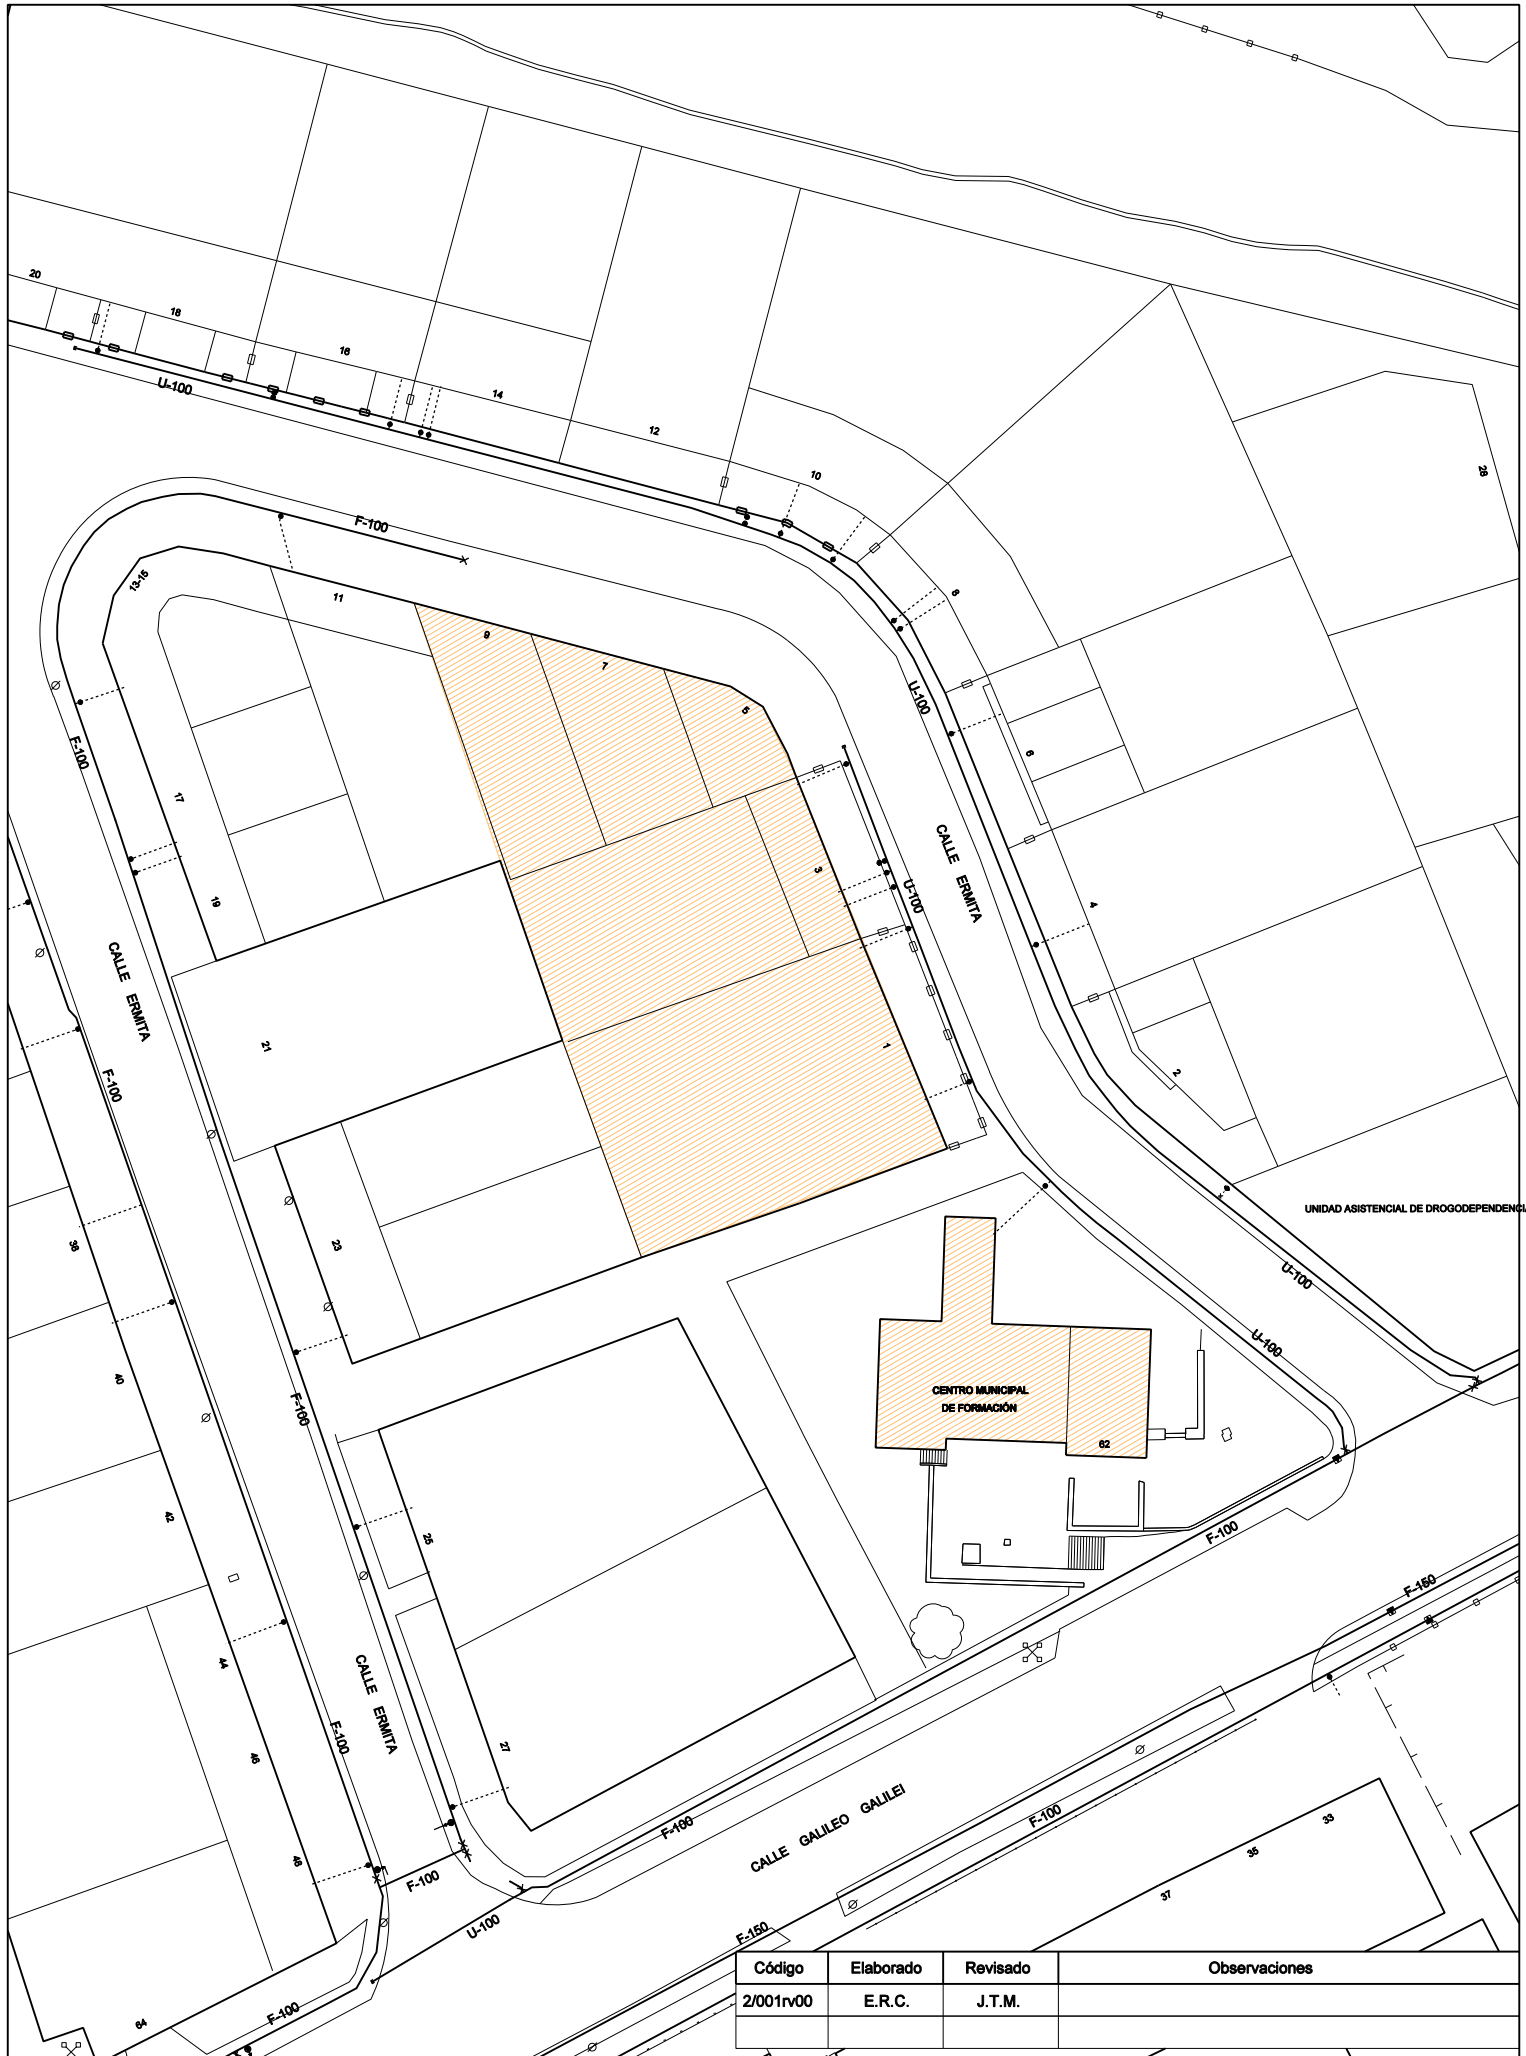 20
18
16
14
12
10
8
28
U-100
F-100
13-15
11
9
7
5
F-100
U-100
6
17
19
3
U-100
CALLE ERMITA
4
CALLE ERMITA
21
1
2
F-100
UNIDAD ASISTENCIAL DE DROGODEPENDENCI
38
23
U-100
U-100
40
F-100
CENTRO MUNICIPAL
DE FORMACIÓN
62
42
25
F-100
F-150
44
CALLE ERMITA
46
F-100
27
F-100
CALLE GALILEO GALILEI
F-100
33
35
37
48
F-100
U-100
F-150
F-100
64
Código Elaborado Revisado Observaciones
2/001rv00 E.R.C. J.T.M.